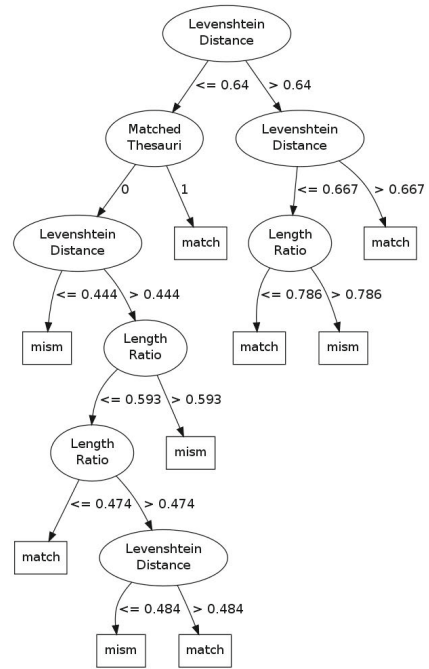 Levenshtein
Distance
<= 0.64
> 0.64
Matched
Thesauri
Levenshtein
Distance
0
1
<= 0.667
> 0.667
Levenshtein
Distance
match
Length
Ratio
match
<= 0.444
> 0.444
<= 0.786
> 0.786
mism
Length
Ratio
match
mism
<= 0.593
> 0.593
Length
Ratio
mism
<= 0.474
> 0.474
match
Levenshtein
Distance
<= 0.484
> 0.484
mism
match